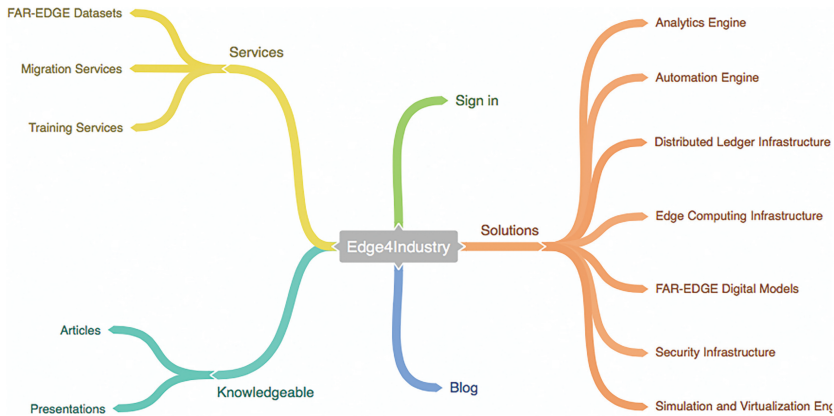 FAR-EDGE Datasets
Migration Services
Training Services
Services
Sign in
Edge4Industry
Solutions
Analytics Engine
Automation Engine
Distributed Ledger Infrastructure
Edge Computing Infrastructure
FAR-EDGE Digital Models
Security Infrastructure
Simulation and Virtualization Eng
Articles
Presentations
Knowledgeable
Blog